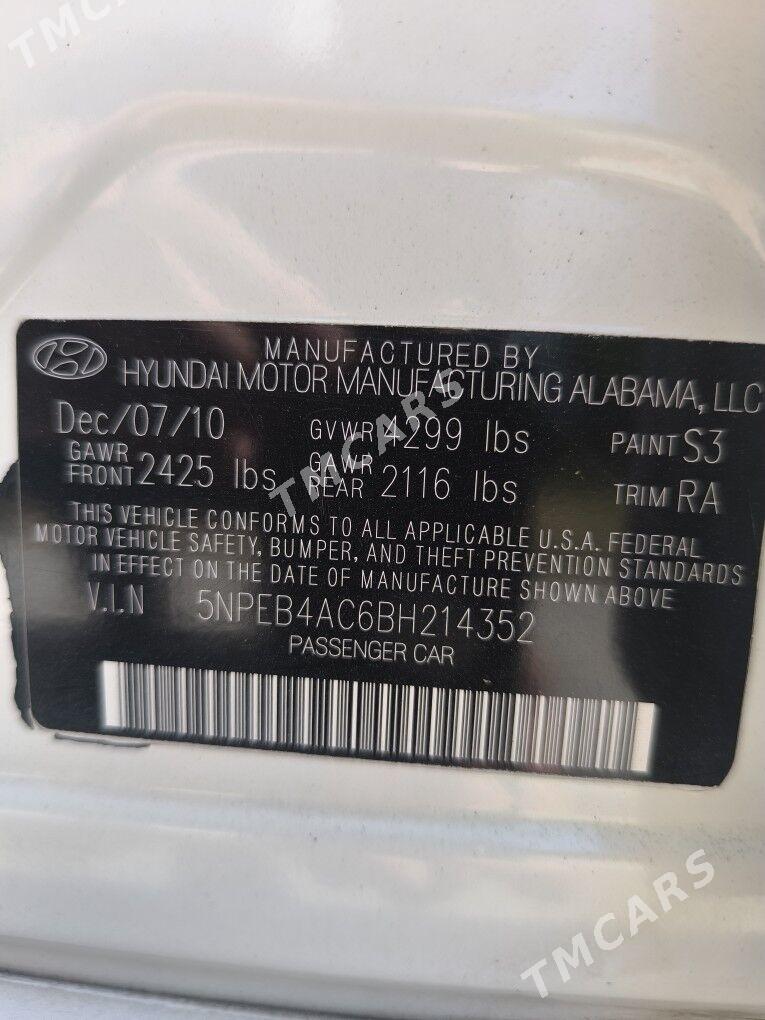 TMCARS
MANUFACTURED BY
HYUNDAI MOTOR MANUFACTURING ALABAMA, LLC
Dec/07/10 GVWR 4299 lbs PAINT S3
GAWR FRONT 2425 lbs GAWR REAR 2116 lbs TRIM RA
TMCARS
THIS VEHICLE CONFORMS TO ALL APPLICABLE U.S.A. FEDERAL
MOTOR VEHICLE SAFETY, BUMPER, AND THEFT PREVENTION STANDARDS
IN EFFECT ON THE DATE OF MANUFACTURE SHOWN ABOVE
V.I.N 5NPEB4AC6BH214352
PASSENGER CAR
TMCARS